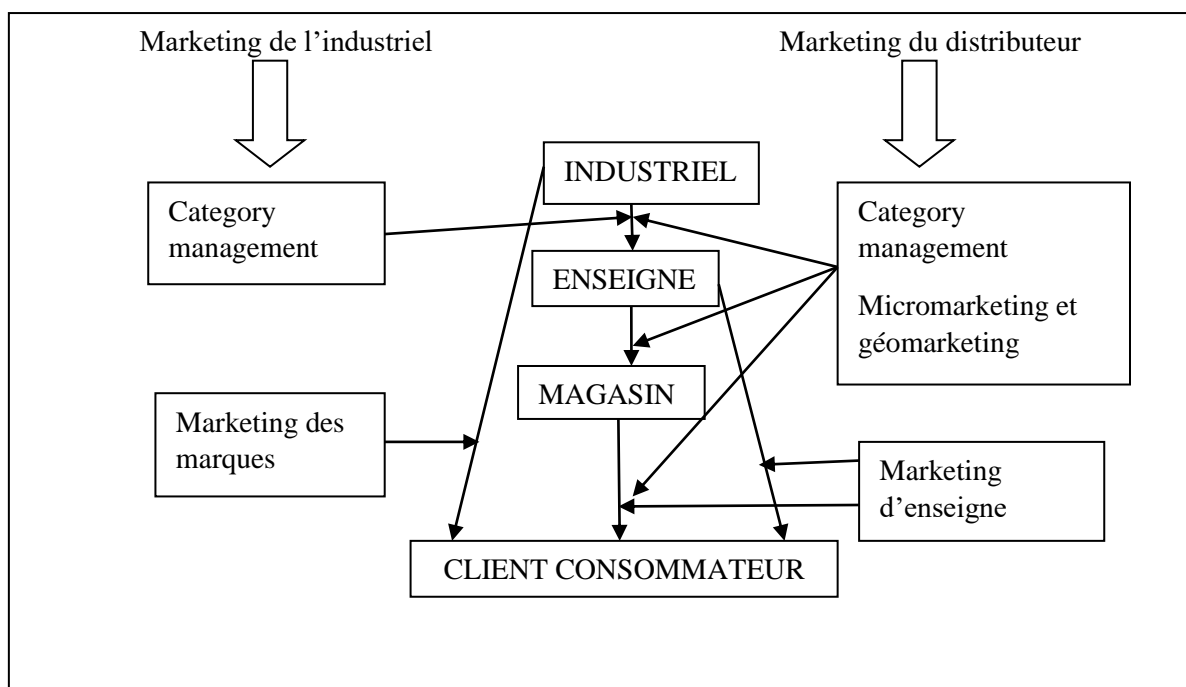 Marketing de l’industriel
Marketing du distributeur
INDUSTRIEL
Category
management
Category
management
Micromarketing et
géomarketing
ENSEIGNE
MAGASIN
Marketing des
marques
Marketing
d’enseigne
CLIENT CONSOMMATEUR